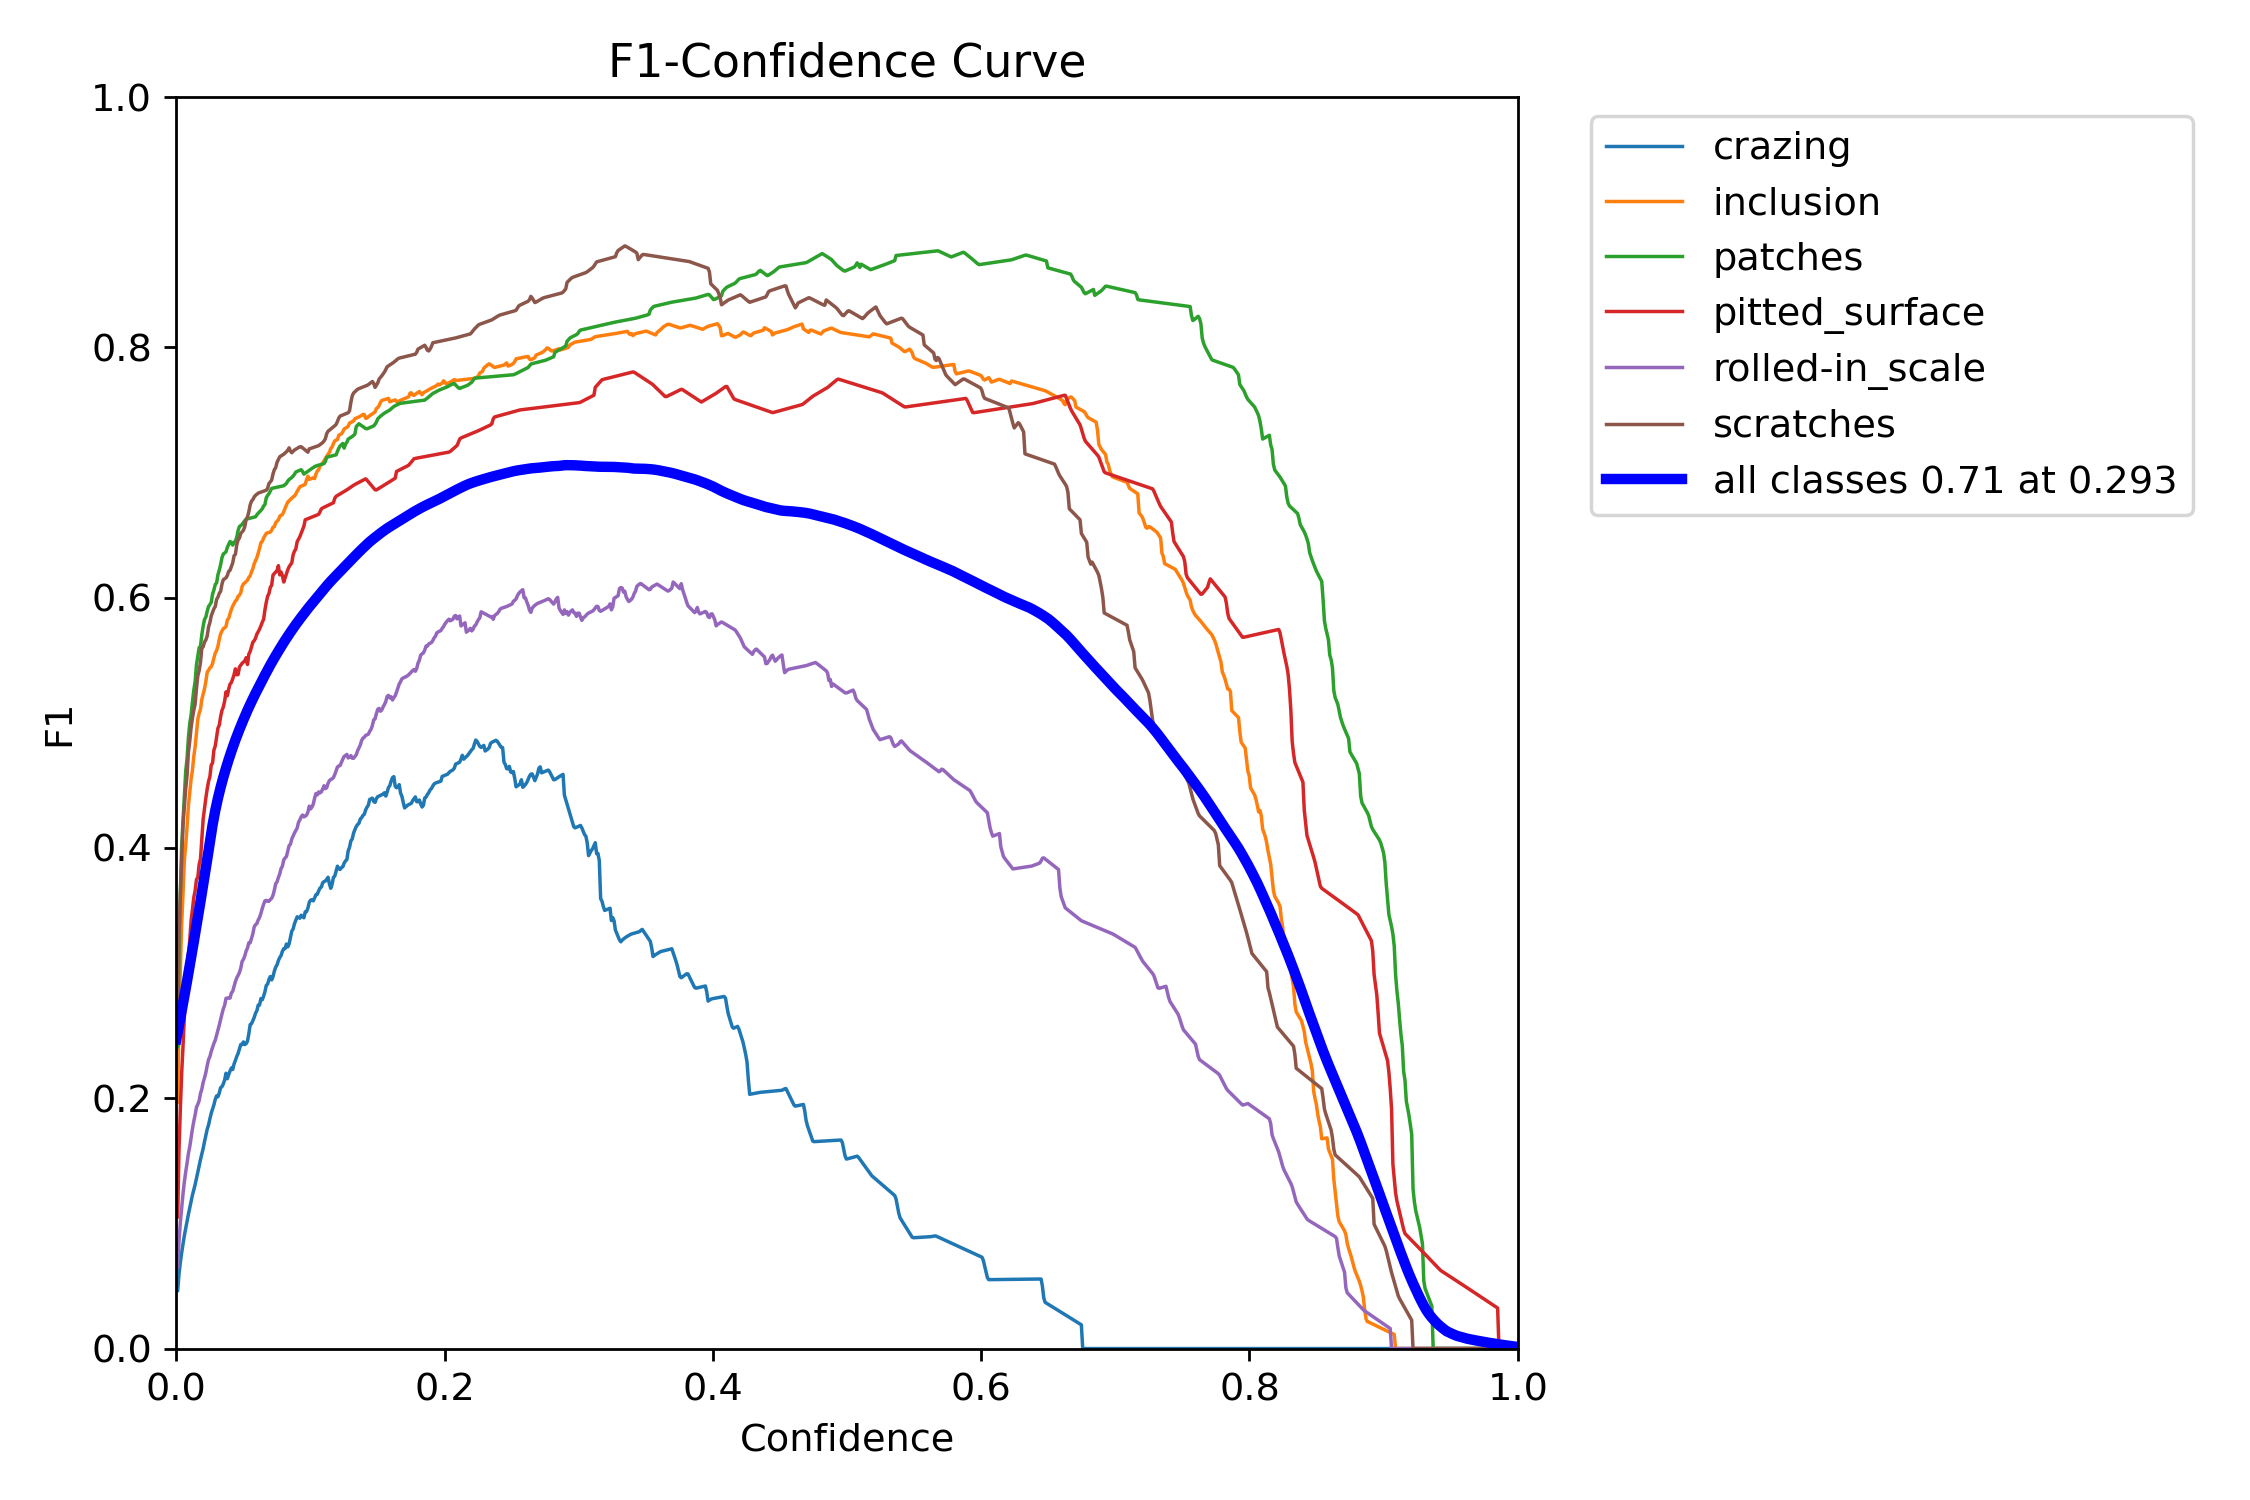 F1-Confidence Curve
1.0
0.8
0.6
0.4
0.2
0.0
F1
0.0 0.2 0.4 0.6 0.8 1.0
Confidence
crazing
inclusion
patches
pitted_surface
rolled-in_scale
scratches
all classes 0.71 at 0.293